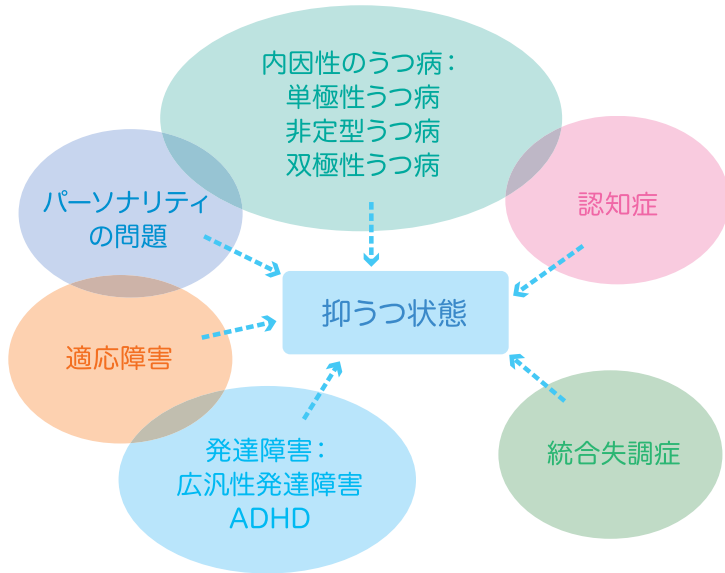 内因性のうつ病：
単極性うつ病
非定型うつ病
双極性うつ病
パーソナリティ
の問題
認知症
抑うつ状態
適応障害
発達障害：
広汎性発達障害
ADHD
統合失調症